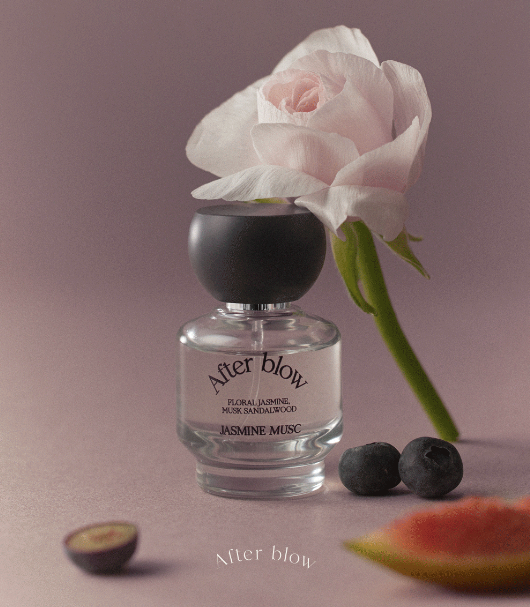 After blow
FLORAL JASMINE,
MUSK SANDALWOOD
JASMINE MUSC
After blow